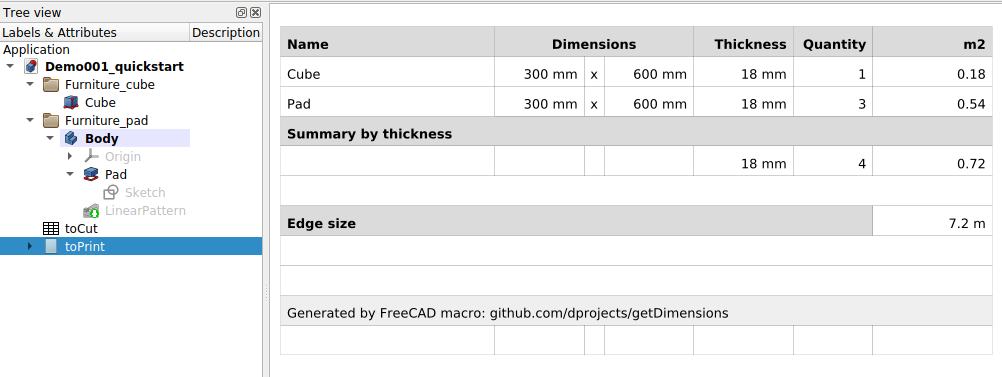 Tree view
Labels & Attributes Description
Application
Demo001_quickstart
Furniture_cube
Cube
Furniture_pad
Body
Origin
Pad
Sketch
LinearPattern
toCut
toPrint
Name Dimensions Thickness Quantity m2
Cube 300 mm x 600 mm 18 mm 1 0.18
Pad 300 mm x 600 mm 18 mm 3 0.54
Summary by thickness
18 mm 4 0.72
Edge size 7.2 m
Generated by FreeCAD macro: github.com/dprojects/getDimensions